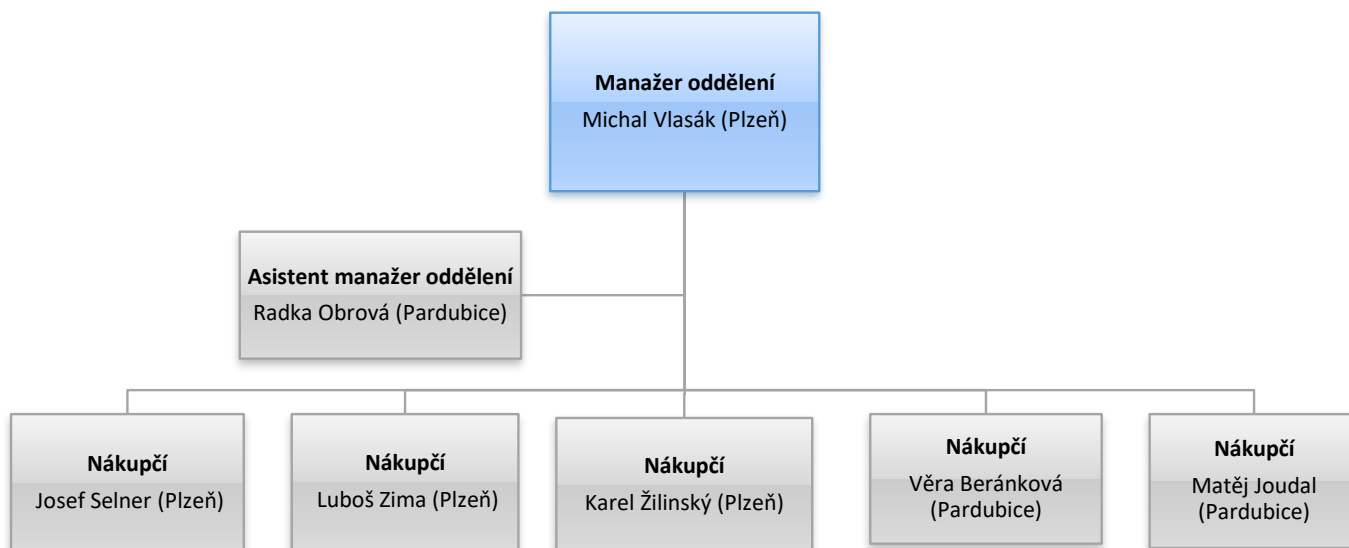 Manažer oddělení
Michal Vlasák (Plzeň)
Asistent manažer oddělení
Radka Obrová (Pardubice)
Nákupčí
Josef Selner (Plzeň)
Nákupčí
Luboš Zima (Plzeň)
Nákupčí
Karel Žilinský (Plzeň)
Nákupčí
Věra Beránková
(Pardubice)
Nákupčí
Matěj Joudal
(Pardubice)